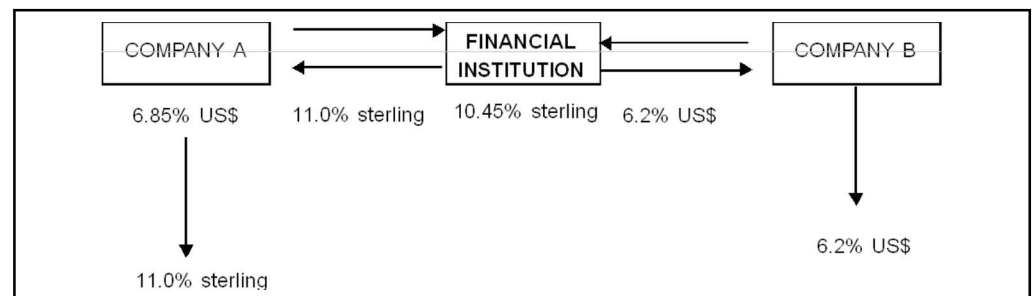 COMPANY A
FINANCIAL
INSTITUTION
COMPANY B
6.85% US$
11.0% sterling
10.45% sterling
6.2% US$
6.2% US$
11.0% sterling